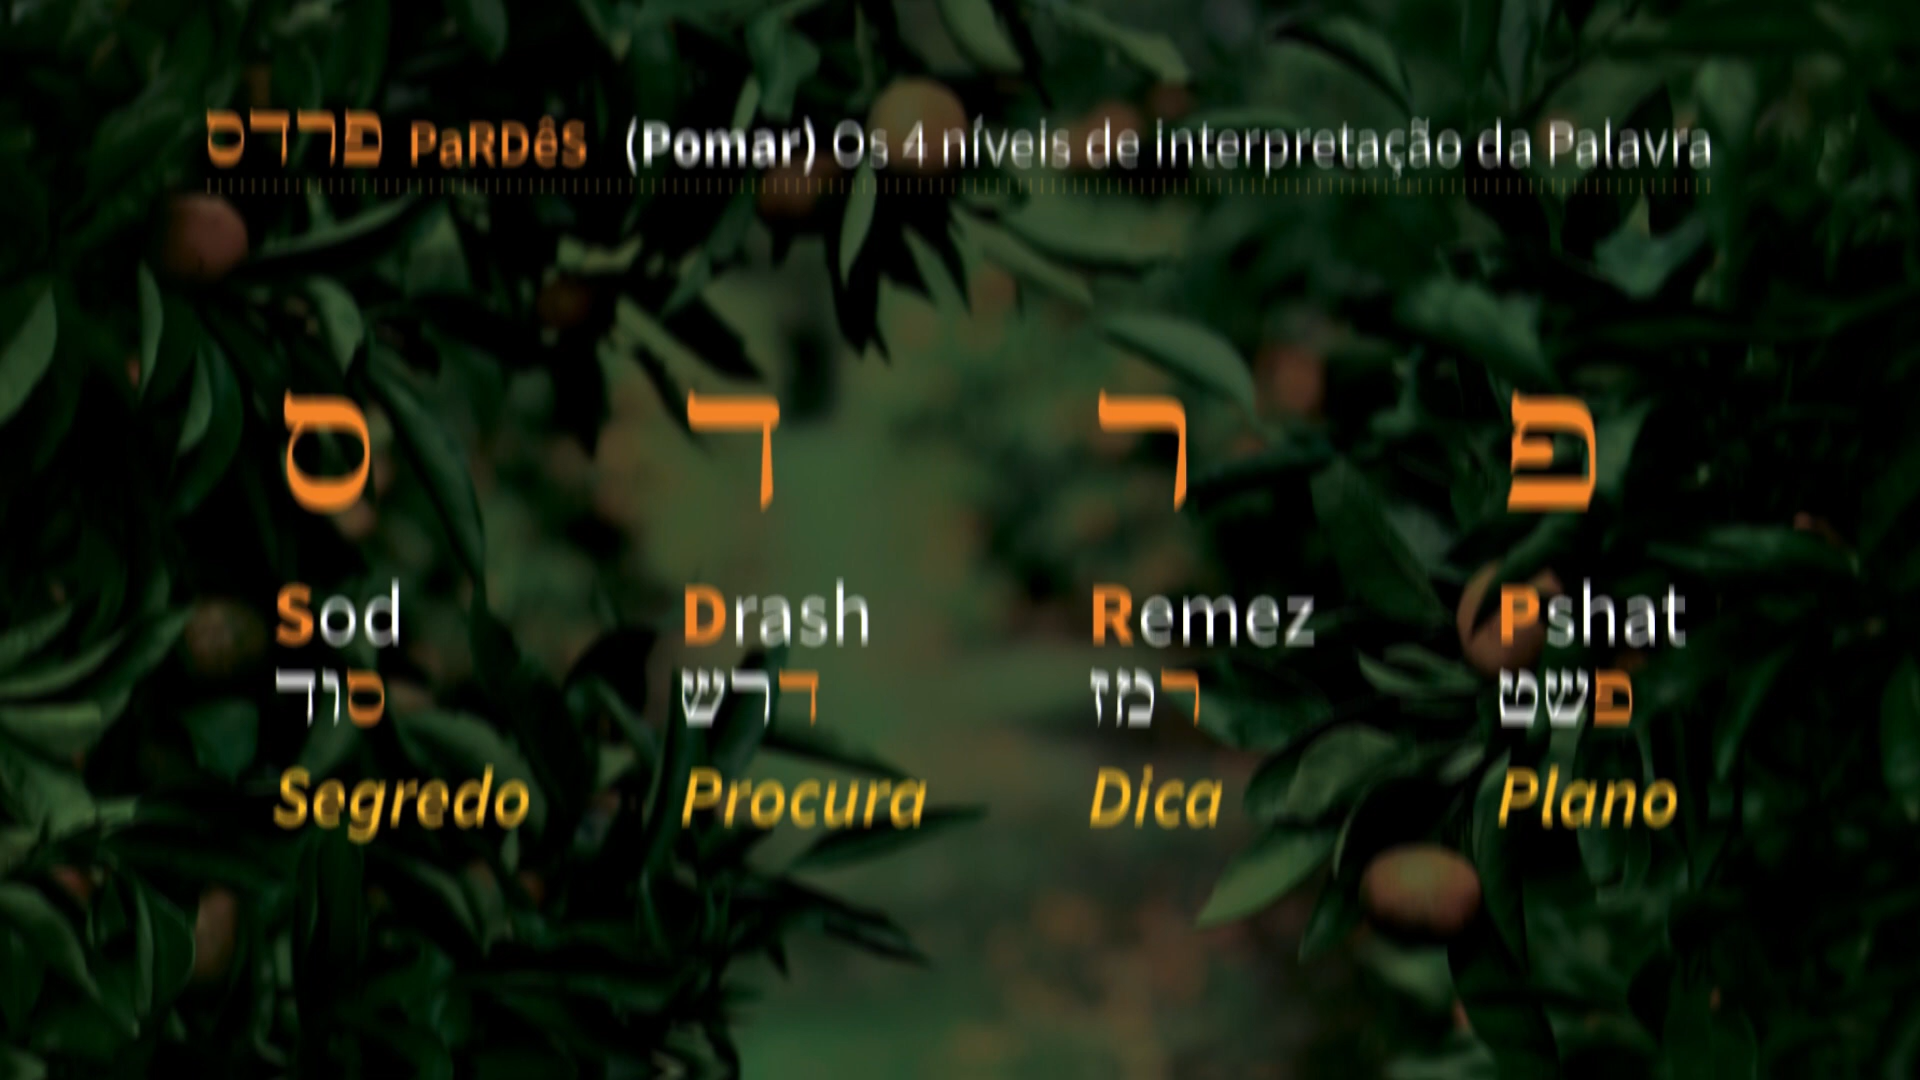 פרדס PaRDêS (Pomar) Os 4 níveis de interpretação da Palavra
ס ד ר פ
Sod Drash Remez Pshat
סוד דרש רמז פשט
Segredo Procura Dica Plano